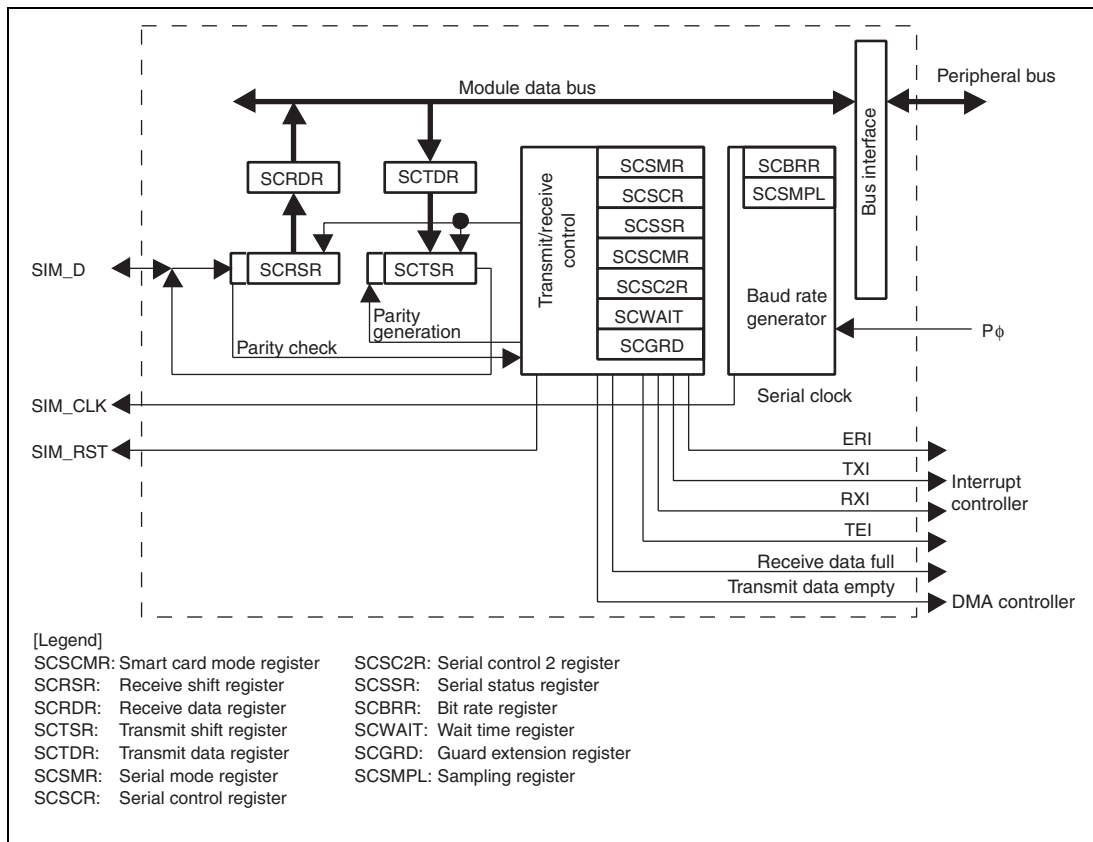 Module data bus
Peripheral bus
Bus interface
SCRDR
SCTDR
SCRSR
SCTSR
Transmit/receive
control
SCSMR
SCSCR
SCSSR
SCSCMR
SCSC2R
SCWAIT
SCGRD
SCBRR
SCSMPL
Baud rate
generator
Pϕ
SIM_D
Parity
generation
Parity check
SIM_CLK
Serial clock
SIM_RST
ERI
TXI
RXI
TEI
Interrupt
controller
Receive data full
Transmit data empty
DMA controller
[Legend]
SCSCMR: Smart card mode register
SCRSR: Receive shift register
SCRDR: Receive data register
SCTSR: Transmit shift register
SCTDR: Transmit data register
SCSMR: Serial mode register
SCSCR: Serial control register
SCSC2R: Serial control 2 register
SCSSR: Serial status register
SCBRR: Bit rate register
SCWAIT: Wait time register
SCGRD: Guard extension register
SCSMPL: Sampling register